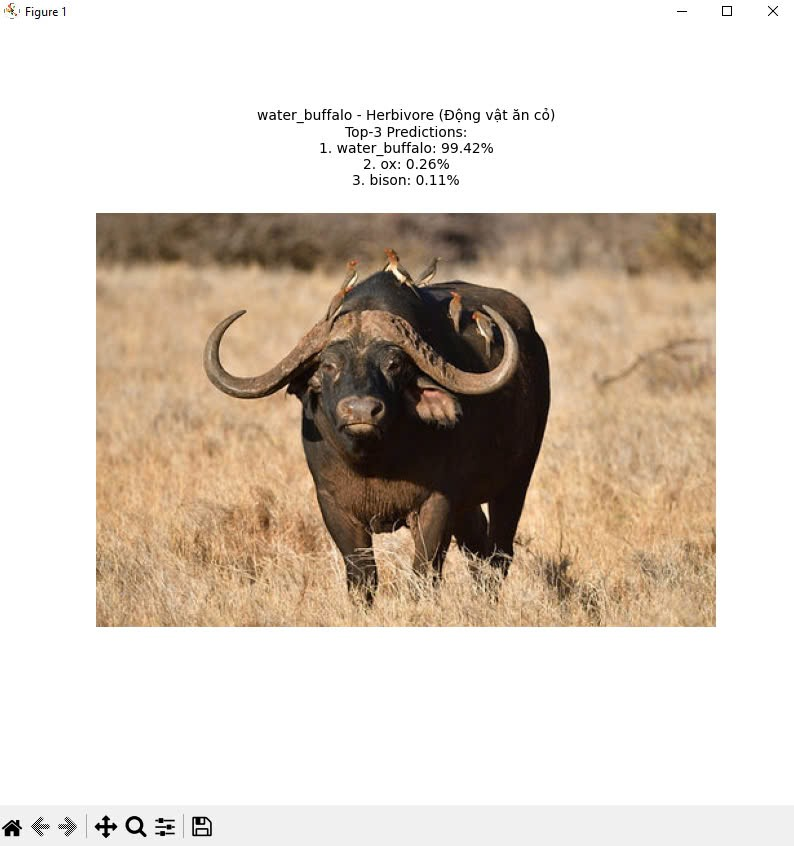 Figure 1
water_buffalo - Herbivore (Động vật ăn cỏ)
Top-3 Predictions:
1. water_buffalo: 99.42%
2. ox: 0.26%
3. bison: 0.11%